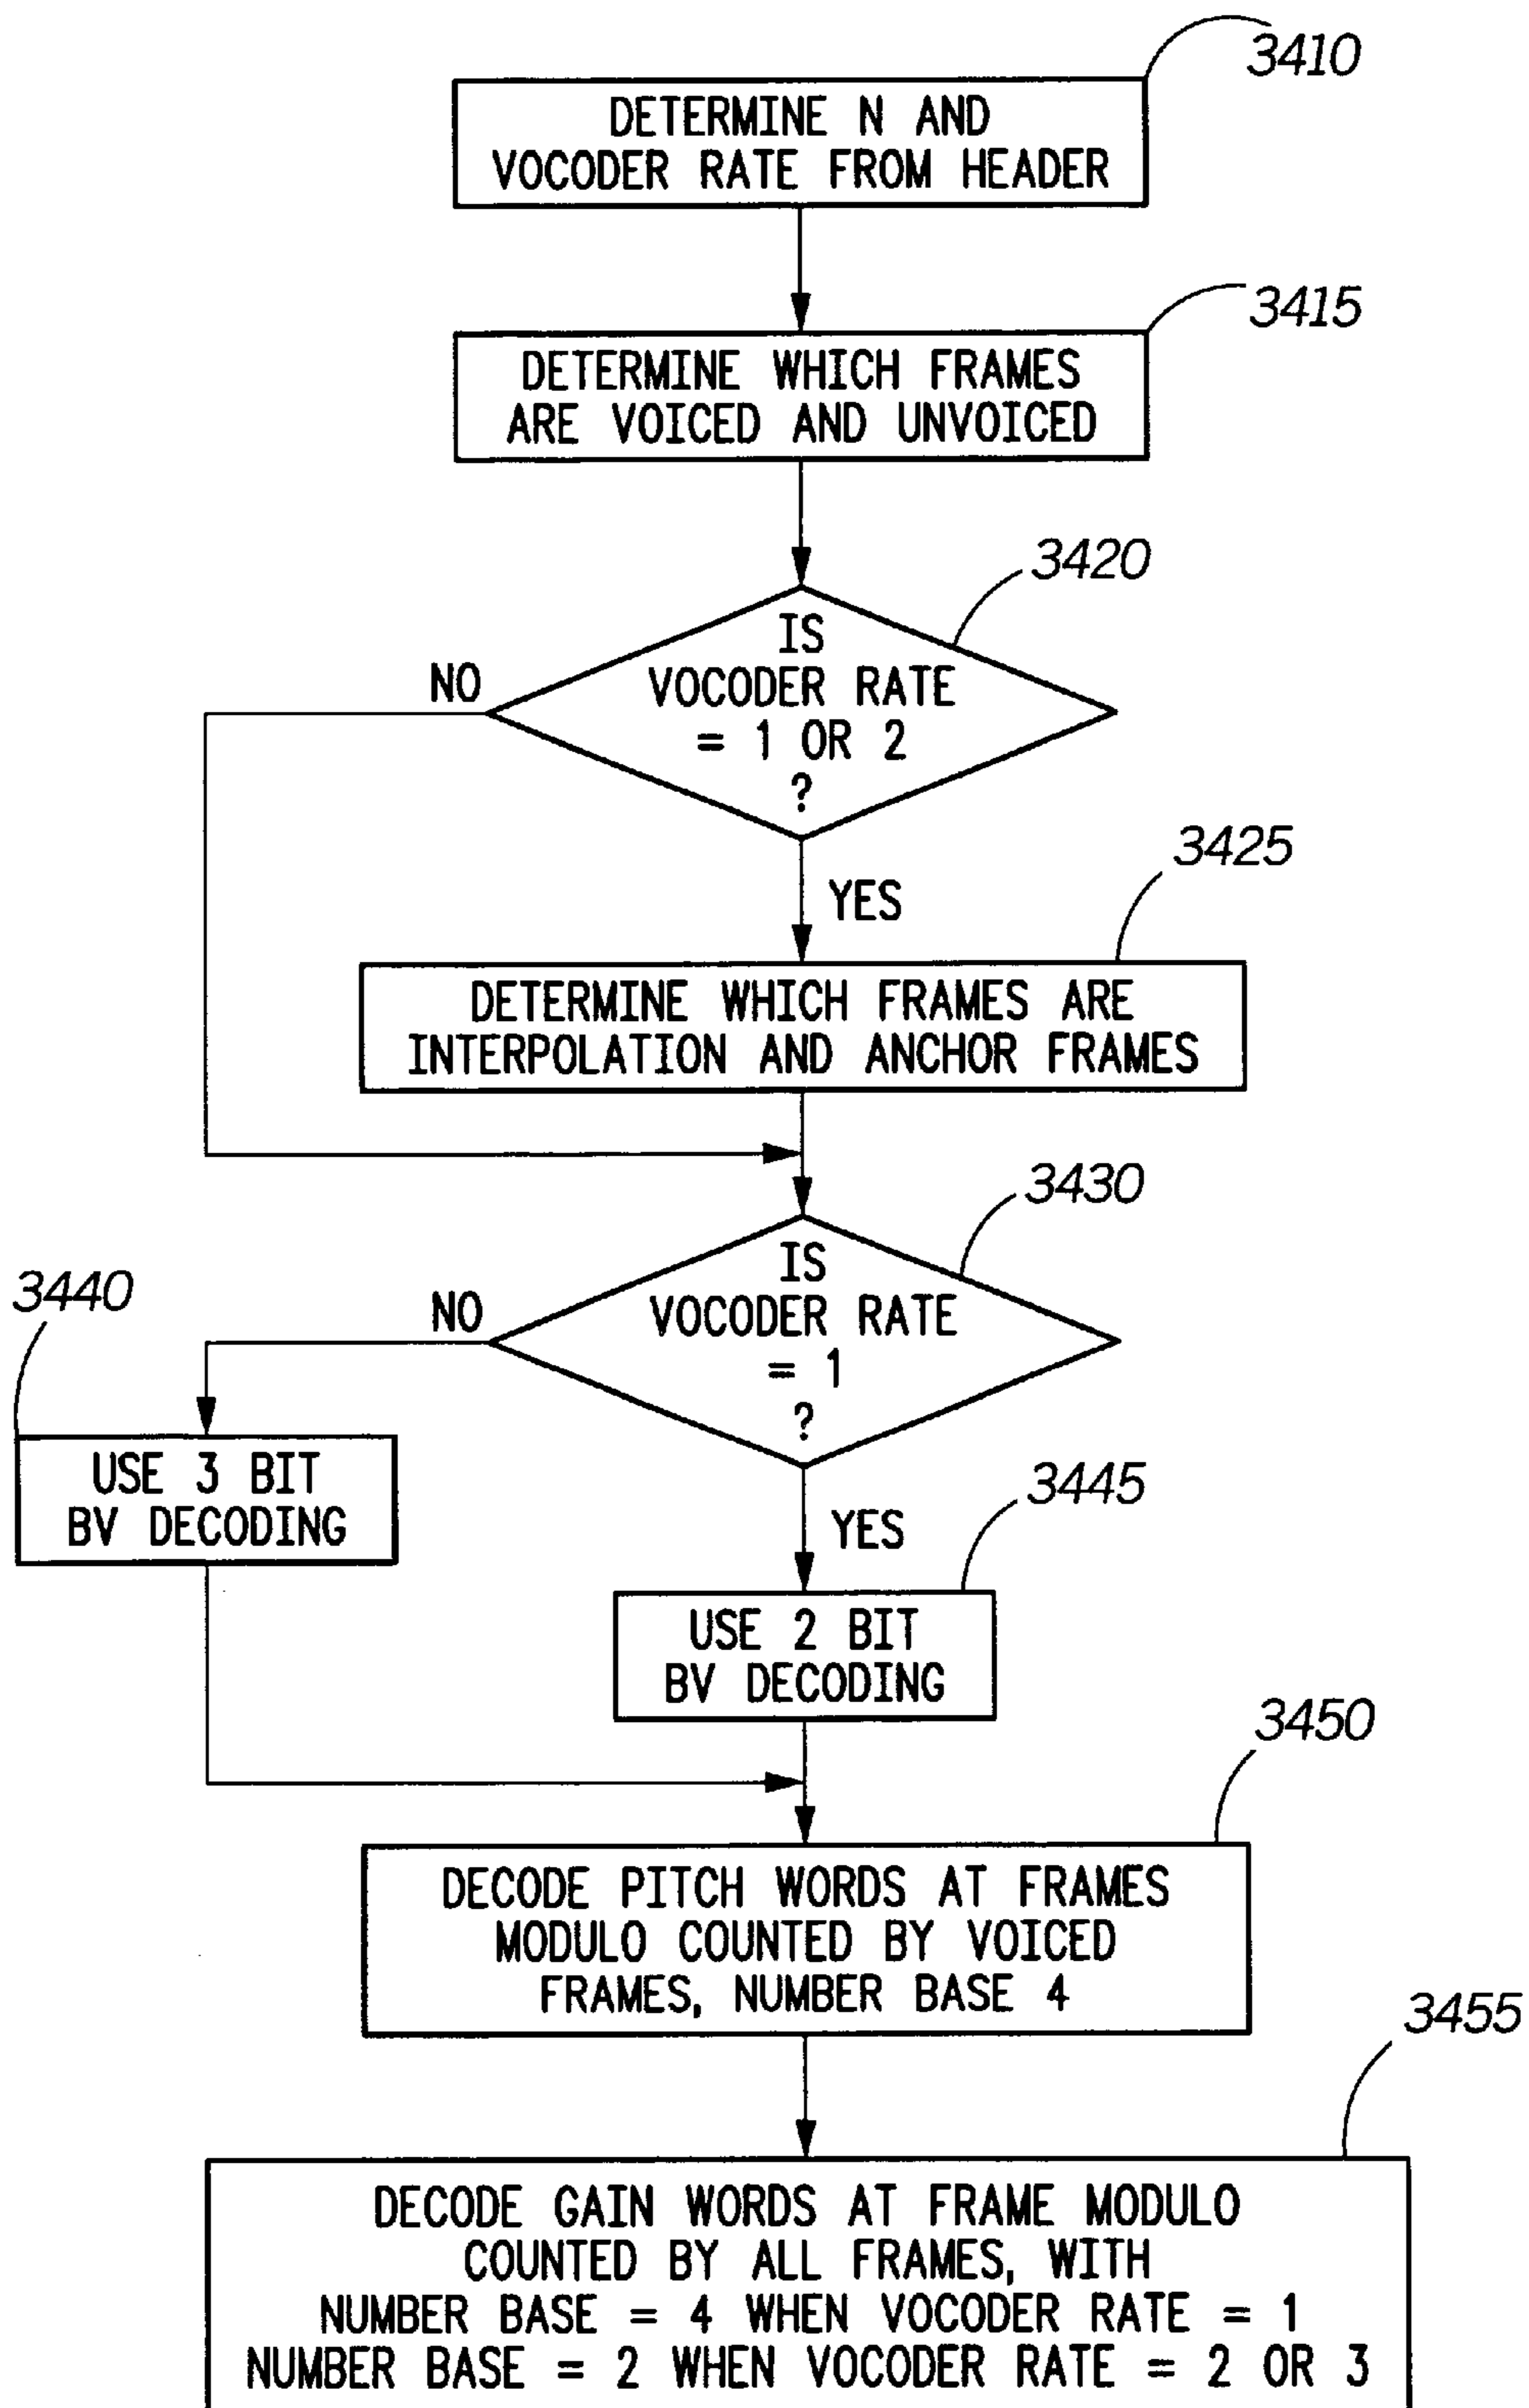 3410
DETERMINE N AND
VOCODER RATE FROM HEADER
3415
DETERMINE WHICH FRAMES
ARE VOICED AND UNVOICED
3420
IS
VOCODER RATE
= 1 OR 2
?
NO
YES
3425
DETERMINE WHICH FRAMES ARE
INTERPOLATION AND ANCHOR FRAMES
3430
IS
VOCODER RATE
= 1
?
NO
3440
USE 3 BIT
BV DECODING
YES
3445
USE 2 BIT
BV DECODING
3450
DECODE PITCH WORDS AT FRAMES
MODULO COUNTED BY VOICED
FRAMES, NUMBER BASE 4
3455
DECODE GAIN WORDS AT FRAME MODULO
COUNTED BY ALL FRAMES, WITH
NUMBER BASE = 4 WHEN VOCODER RATE = 1
NUMBER BASE = 2 WHEN VOCODER RATE = 2 OR 3